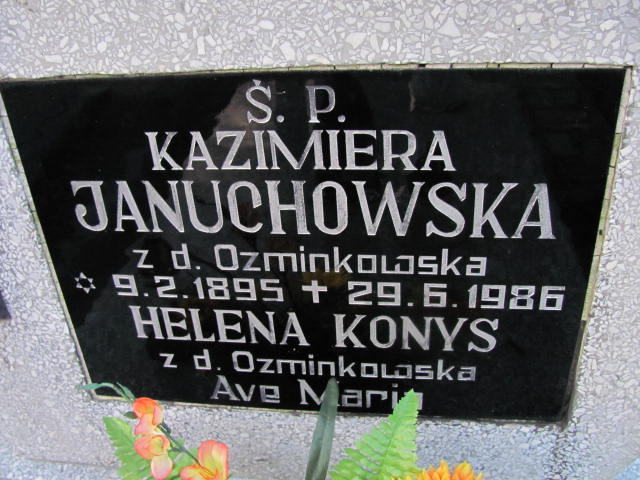 Ś. P.
KAZIMIERA
JANUCHOWSKA
z d. Ozminkowska
✡ 9.2.1895 + 29.6.1986
HELENA KONYS
z d. Ozminkowska
Ave Maria